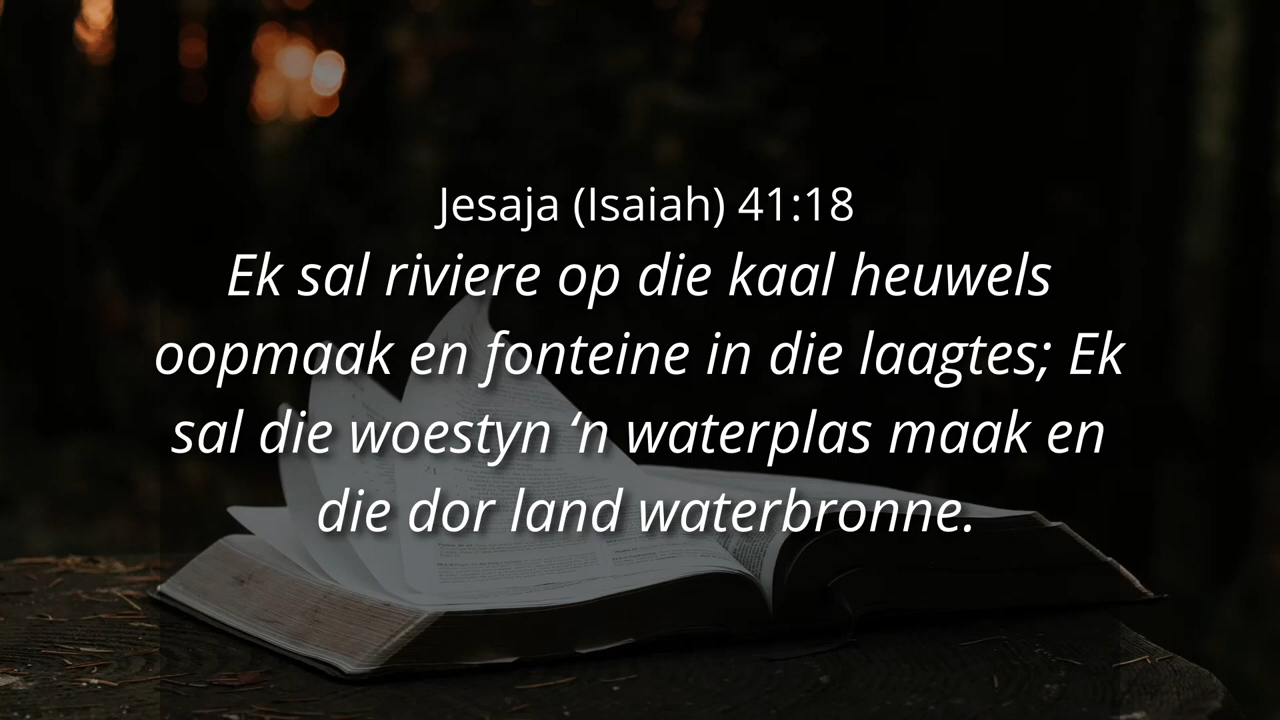 Jesaja (Isaiah) 41:18
Ek sal riviere op die kaal heuwels
oopmaak en fonteine in die laagtes; Ek
sal die woestyn ‘n waterplas maak en
die dor land waterbronne.